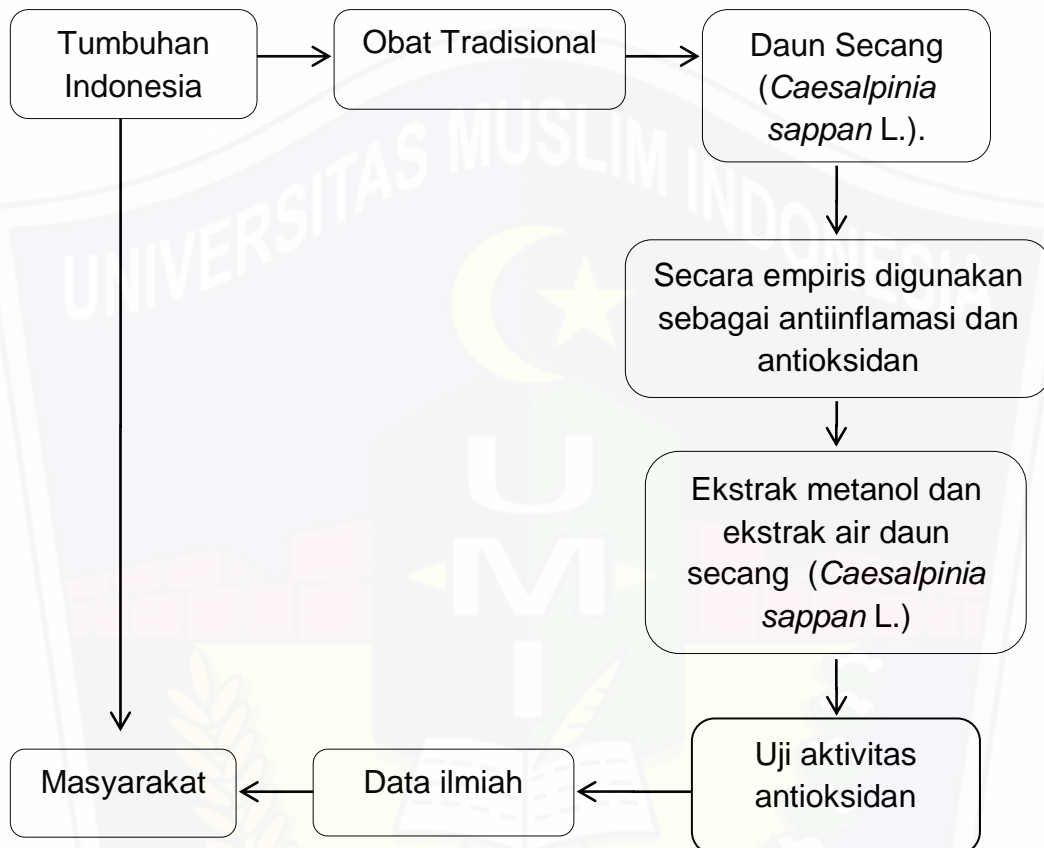 Tumbuhan
Indonesia
Obat Tradisional
Daun Secang
(Caesalpinia
sappan L.).
UNIVERSITAS MUSLIM INDONESIA
Secara empiris digunakan
sebagai antiinflamasi dan
antioksidan
Ekstrak metanol dan
ekstrak air daun
secang (Caesalpinia
sappan L.)
U
M
I
Uji aktivitas
antioksidan
Data ilmiah
Masyarakat